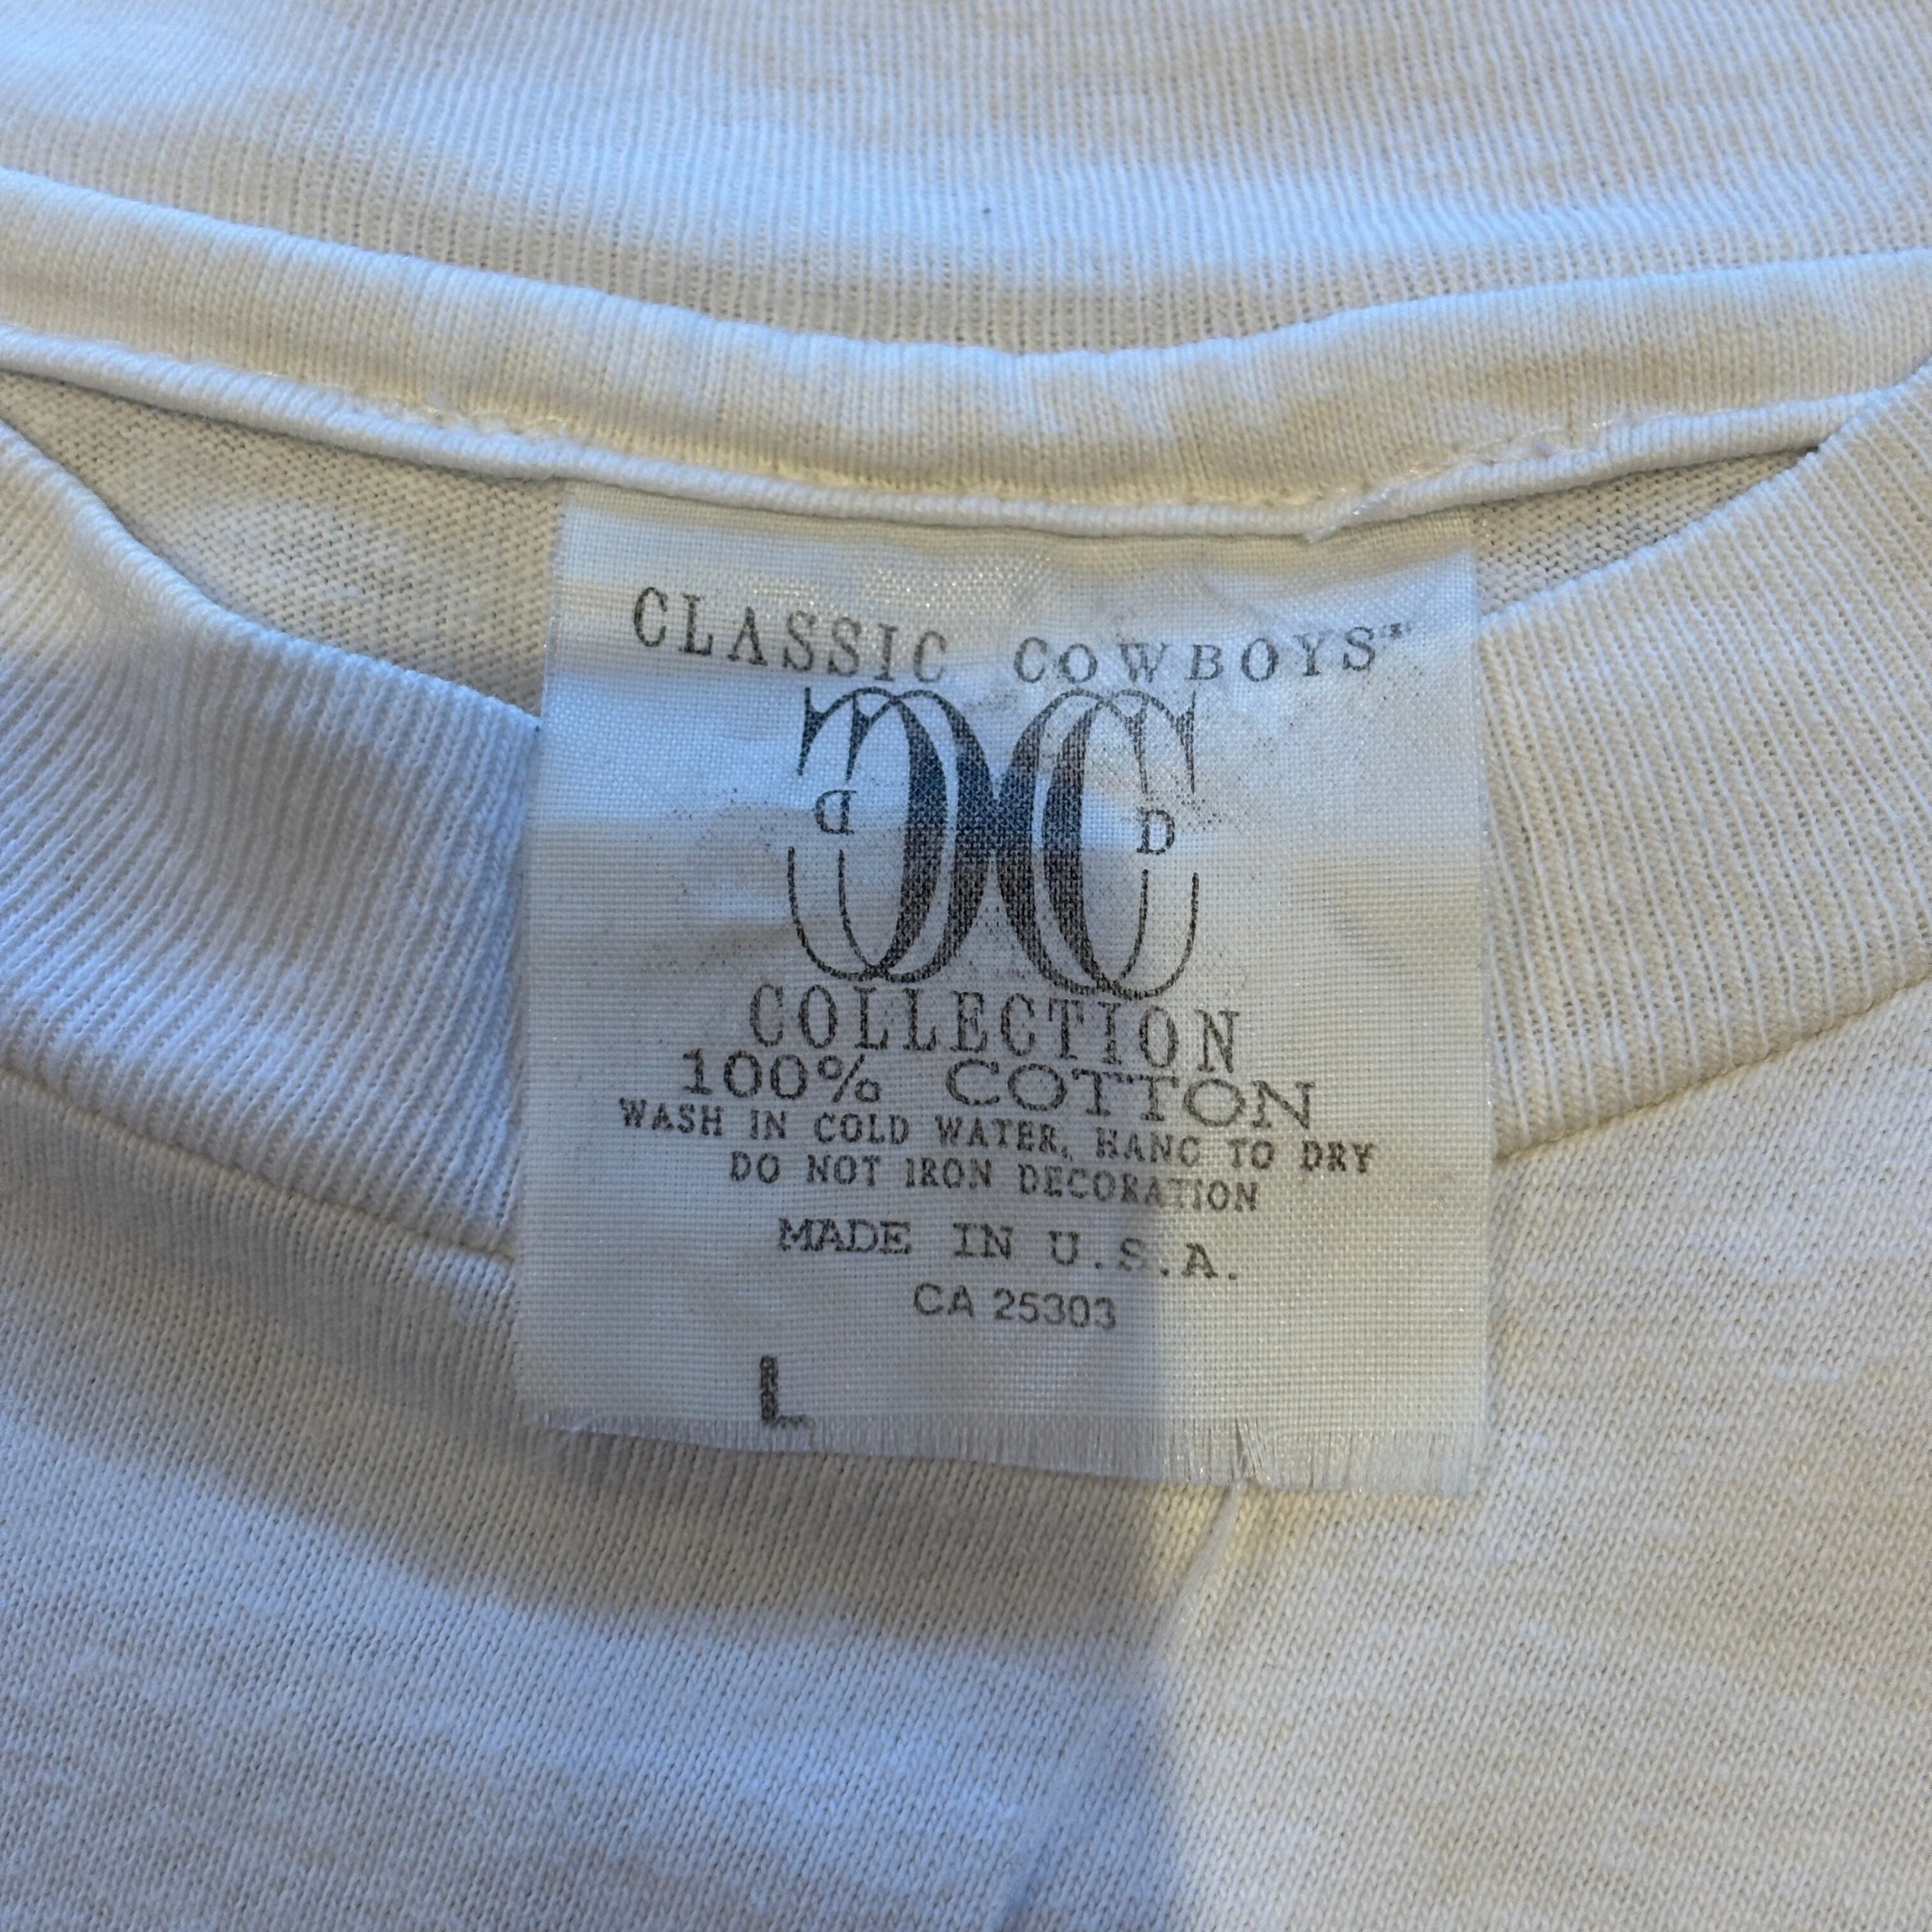 CLASSIC COWBOYS™
D D
COLLECTION
100% COTTON
WASH IN COLD WATER, HANG TO DRY
DO NOT IRON DECORATION
MADE IN U.S.A.
CA 25303
L